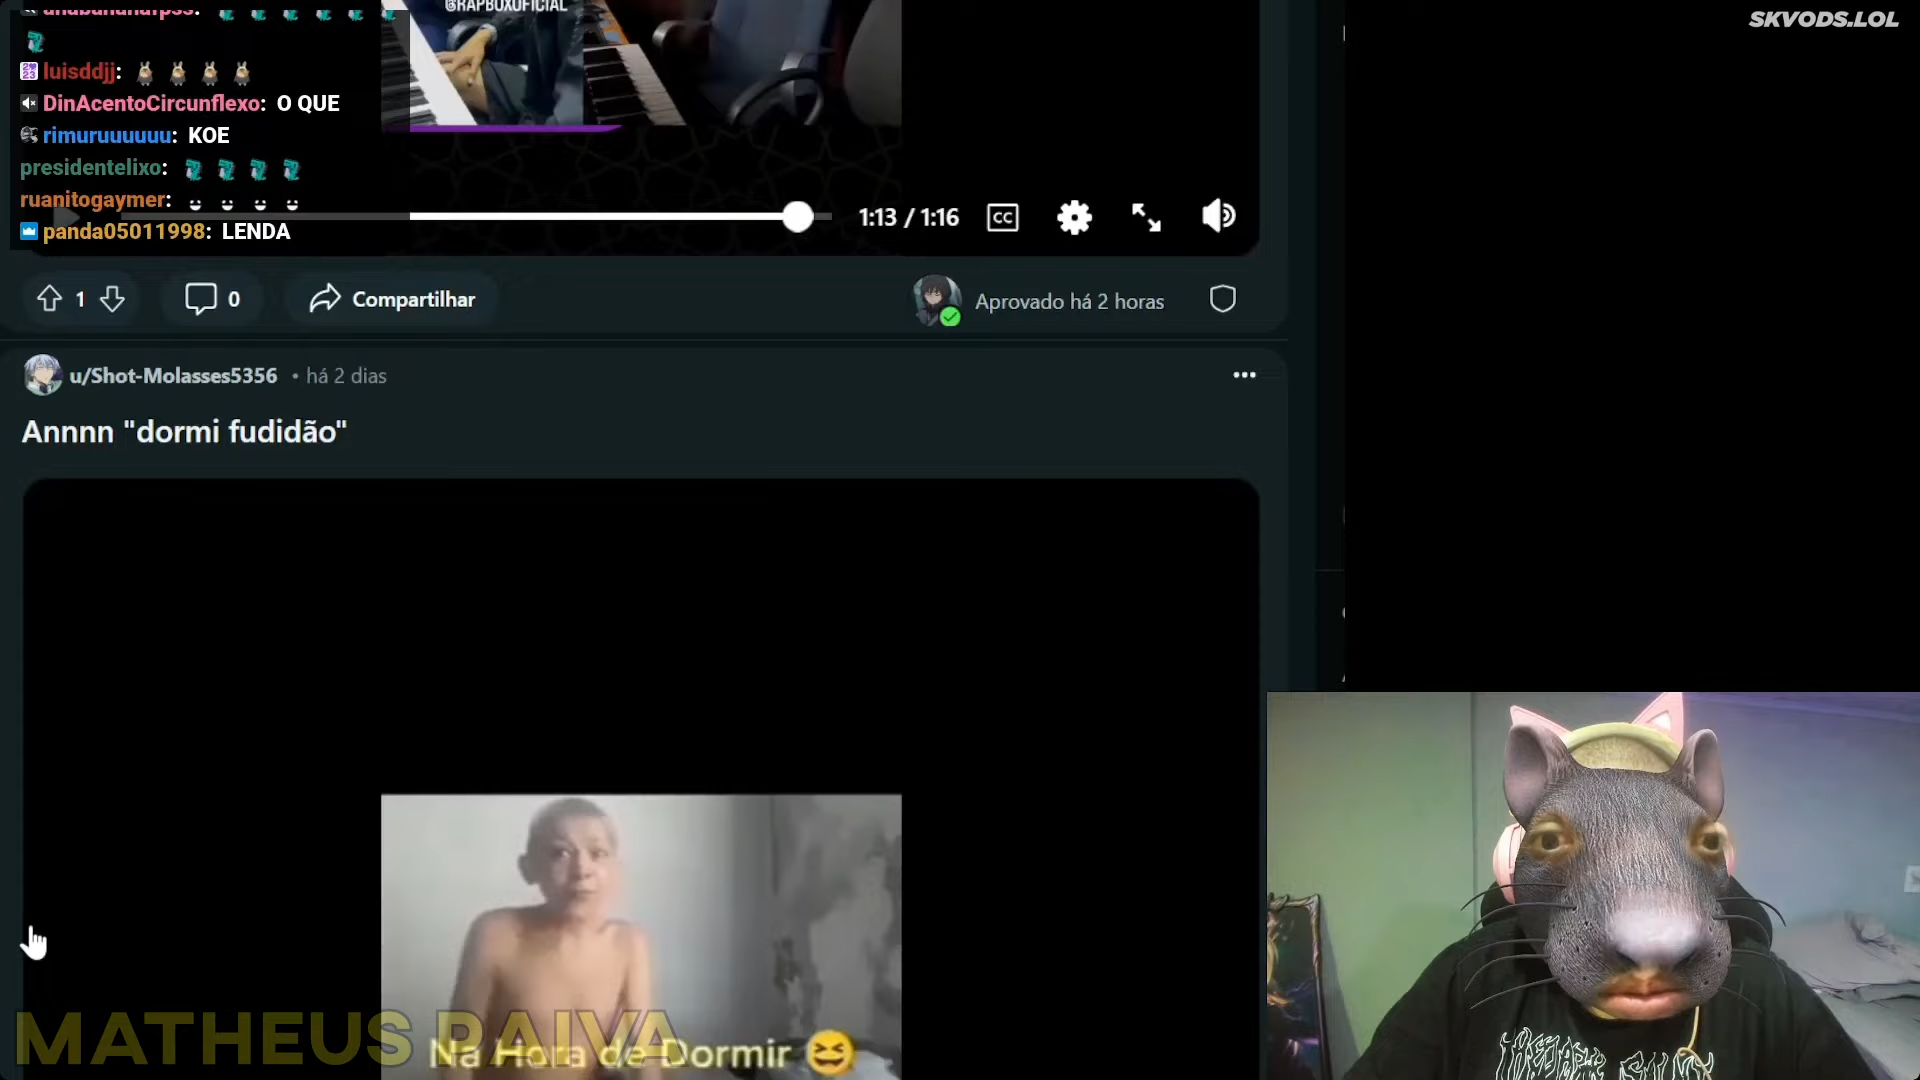 @RAPBOXOFICIAL
SKVODS.LOL
luisddjj:
DinAcentoCircunflexo: O QUE
rimuruuuuuu: KOE
presidentelixo:
ruanitogaymer:
panda05011998: LENDA
1:13 / 1:16
CC
1
0
Compartilhar
Aprovado há 2 horas
u/Shot-Molasses5356 • há 2 dias
Annnn "dormi fudidão"
MATHEUS PAIVA
Na Hora de Dormir